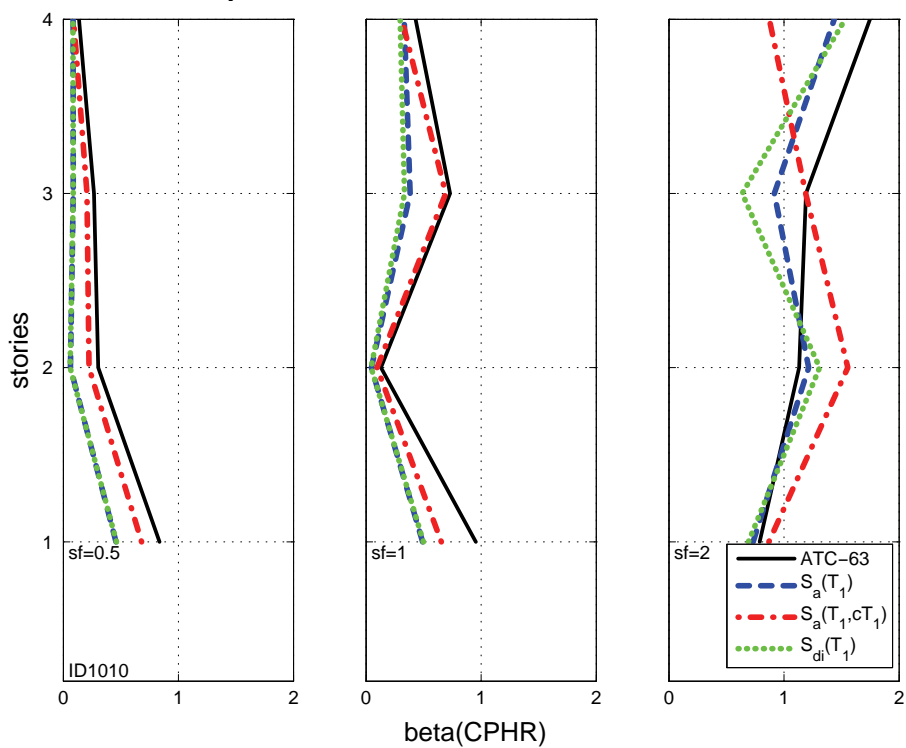 4
3
2
1
stories
sf=0.5
sf=1
sf=2
ID1010
ATC−63
S_a(T_1)
S_a(T_1,cT_1)
S_di(T_1)
0 1 2
0 1 2
0 1 2
beta(CPHR)